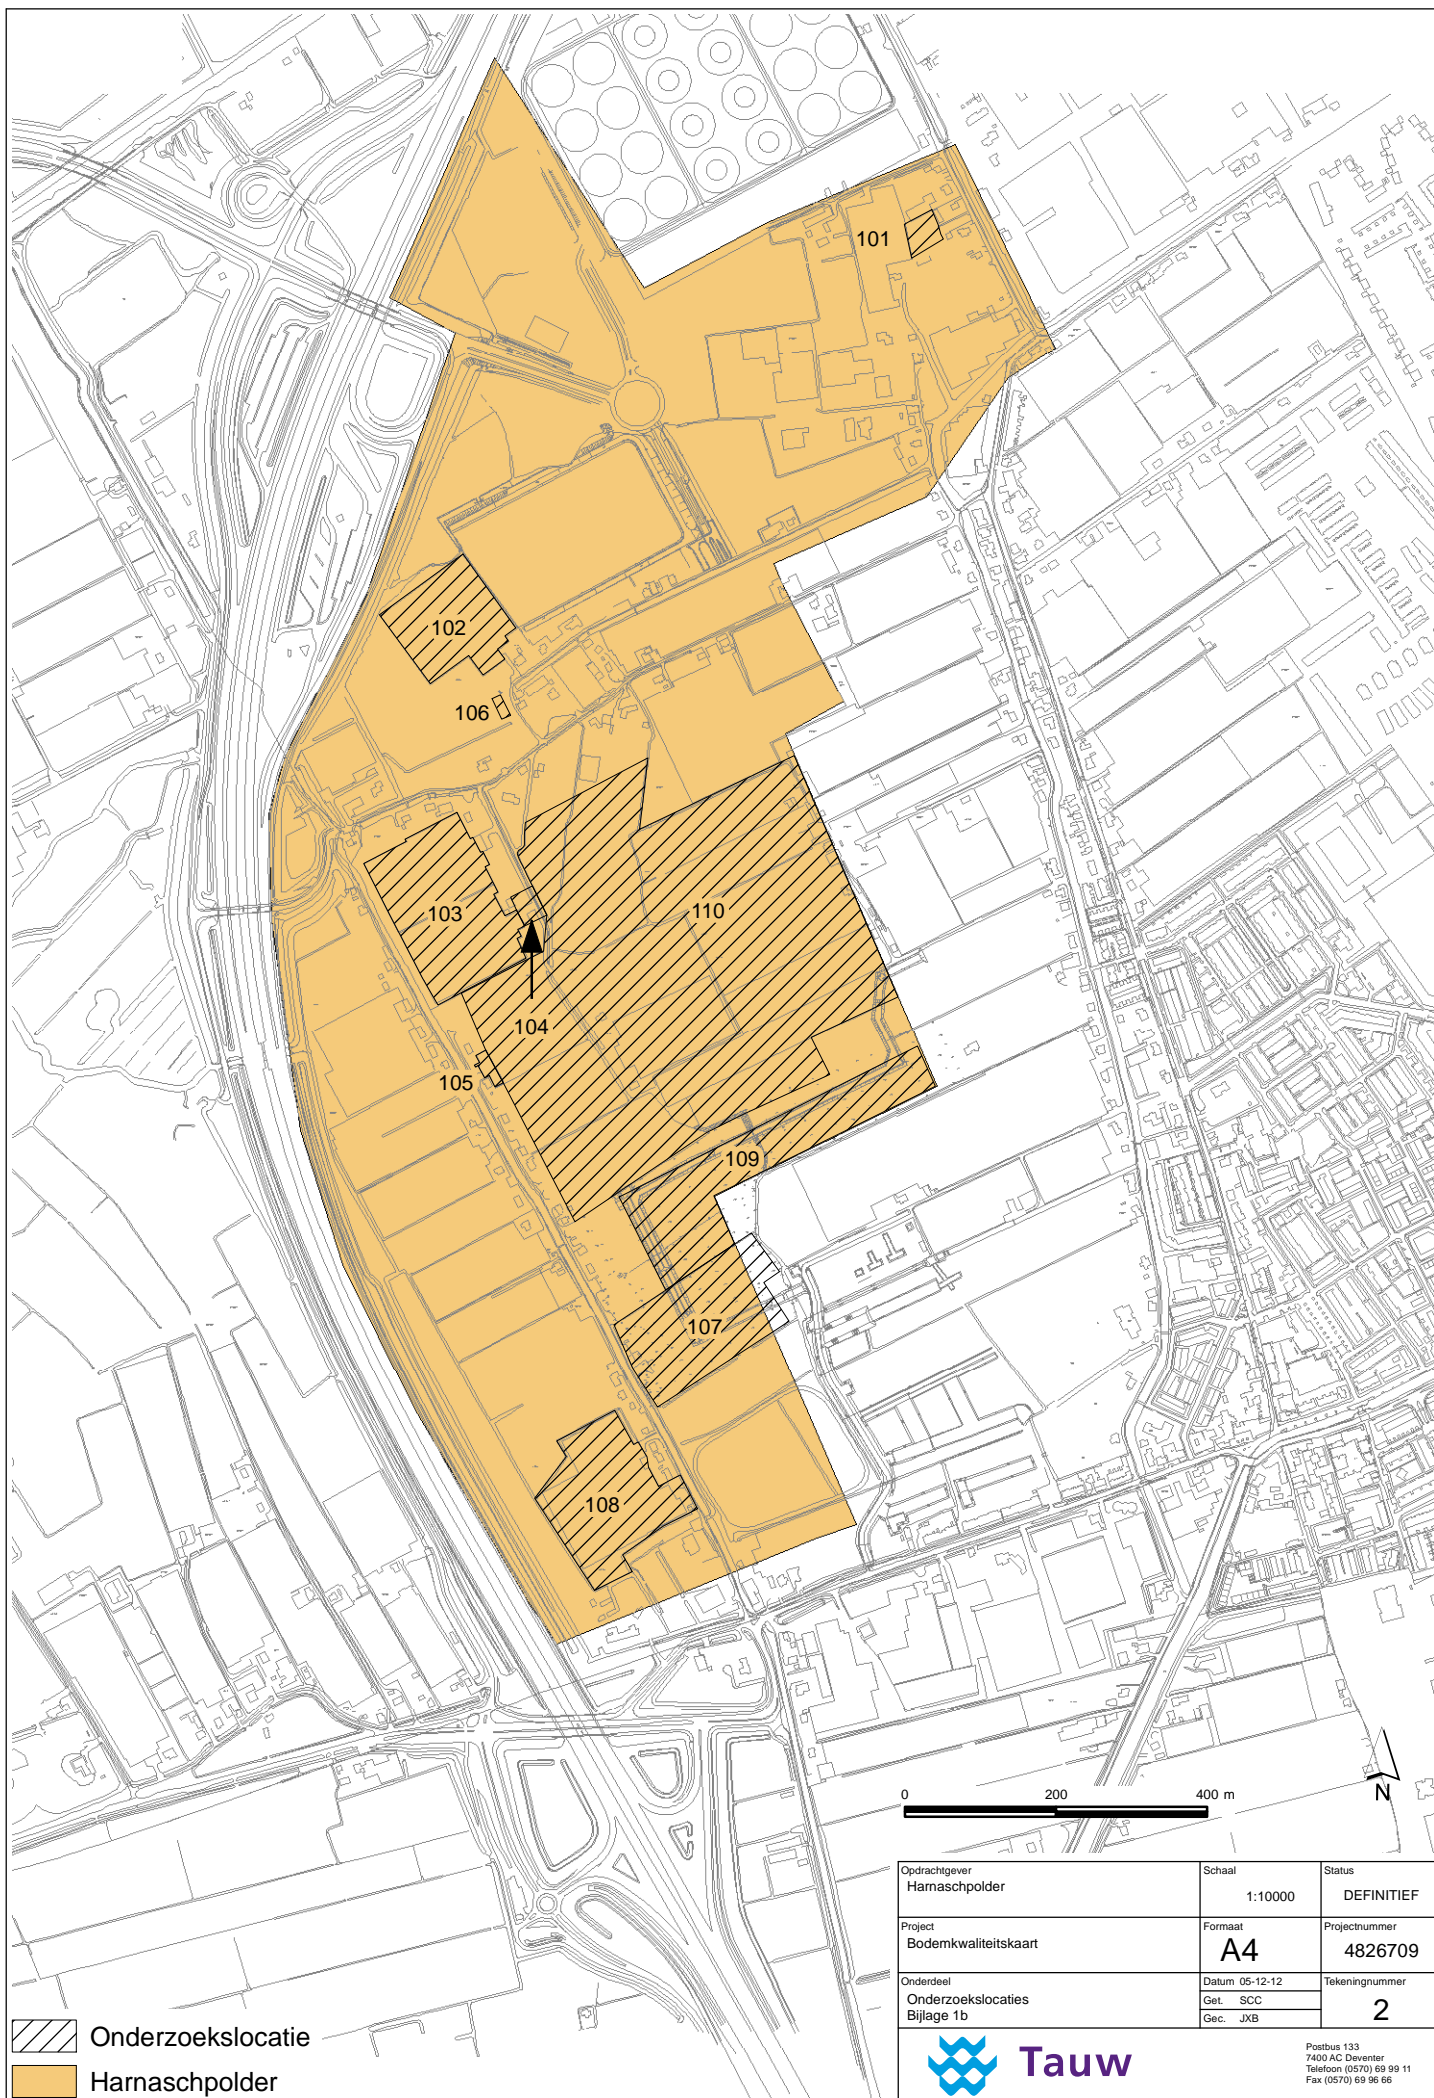 101
102
106
103
110
104
105
109
107
108
0 200 400 m
N
Opdrachtgever
Harnaschpolder
Schaal
1:10000
Status
DEFINITIEF
Project
Bodemkwaliteitskaart
Formaat
A4
Projectnummer
4826709
Onderdeel
Onderzoekslocaties
Bijlage 1b
Datum 05-12-12
Get. SCC
Gec. JXB
Tekeningnummer
2
Onderzoekslocatie
Harnaschpolder
Tauw
Postbus 133
7400 AC Deventer
Telefoon (0570) 69 99 11
Fax (0570) 69 96 66